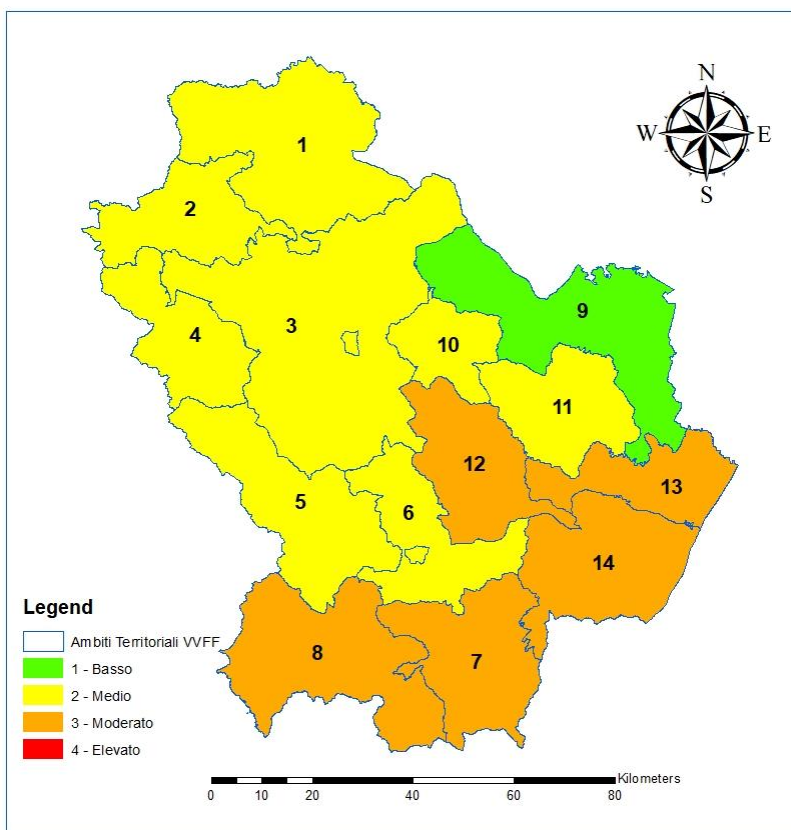 N
W E
S
1
2
3
4
9
10
11
12
13
5
6
14
8
7
Legend
Ambiti Territoriali VVFF
1 - Basso
2 - Medio
3 - Moderato
4 - Elevato
Kilometers
0 10 20 40 60 80